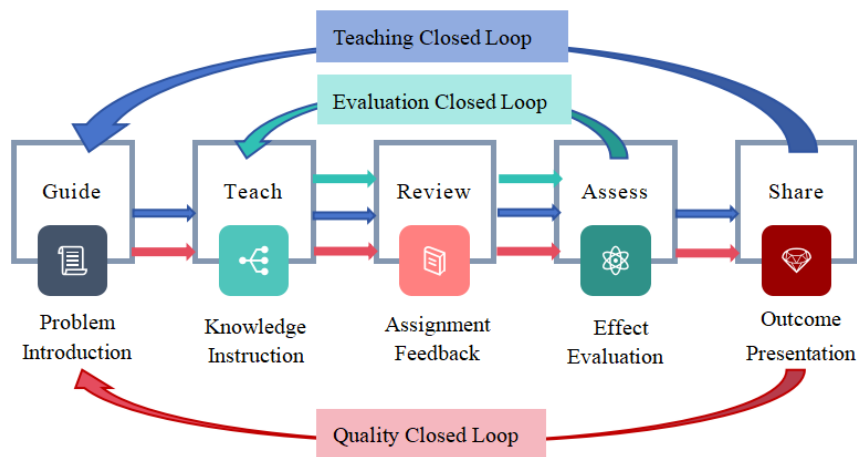 Teaching Closed Loop
Evaluation Closed Loop
Guide
Teach
Review
Assess
Share
Problem
Introduction
Knowledge
Instruction
Assignment
Feedback
Effect
Evaluation
Outcome
Presentation
Quality Closed Loop